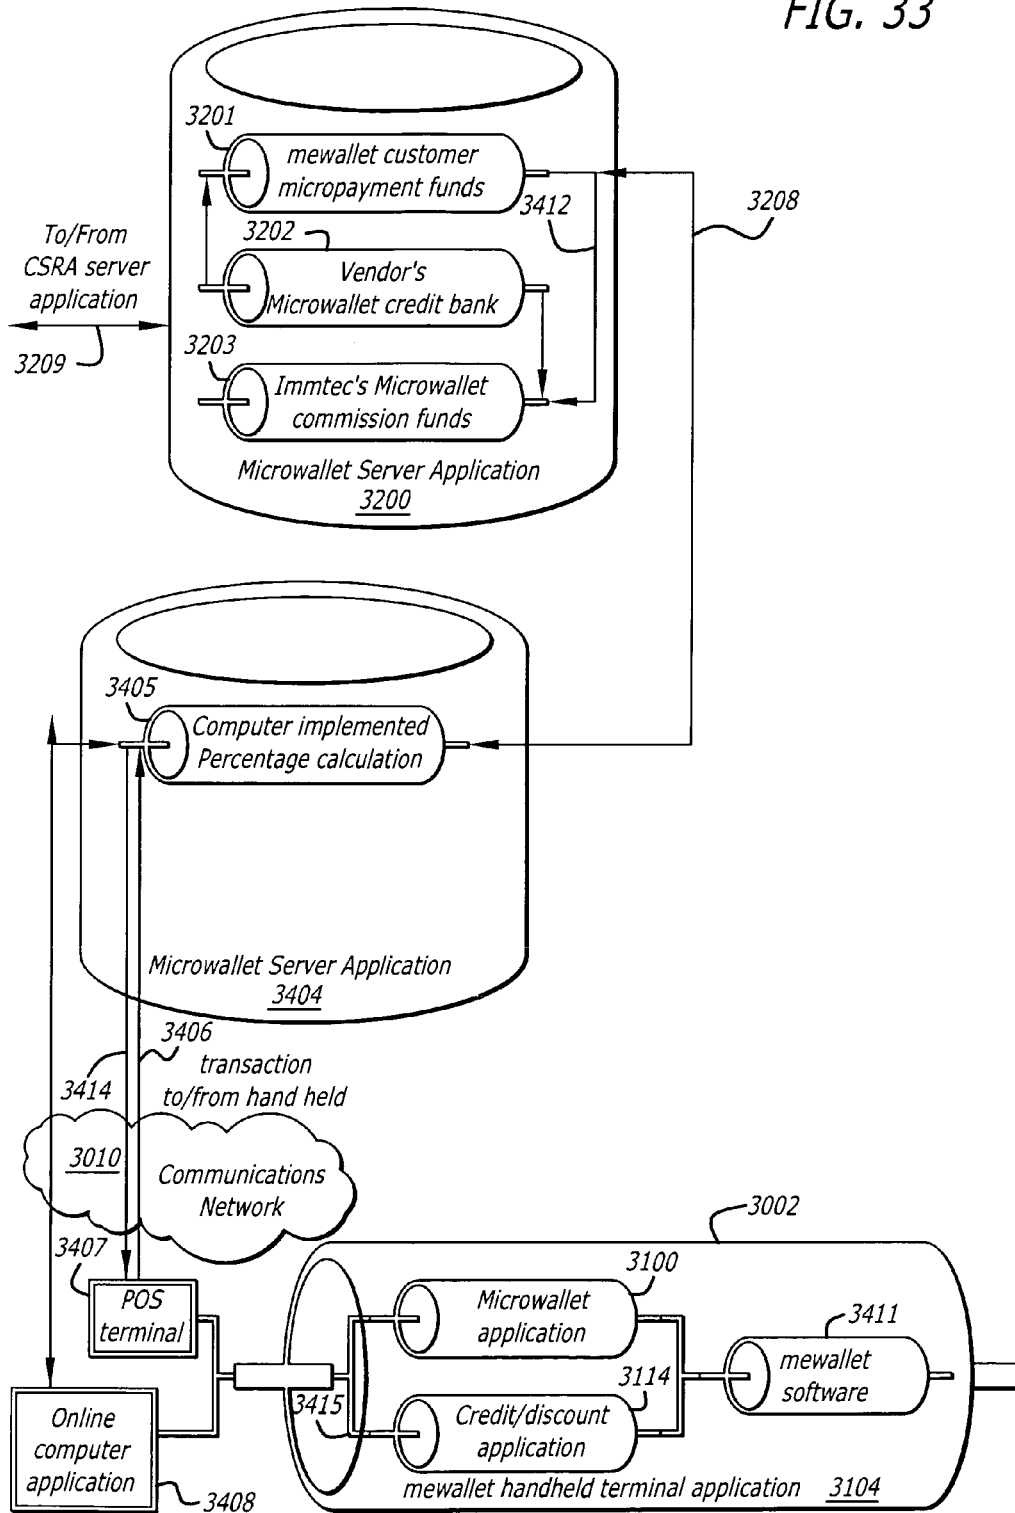 FIG. 33
3201
mewallet customer
micropayment funds
3412
3208
3202
To/From
CSRA server
application
Vendor's
Microwallet credit bank
3209
3203
Immtec's Microwallet
commission funds
Microwallet Server Application
3200
3405
Computer implemented
Percentage calculation
Microwallet Server Application
3404
3406
3414
transaction
to/from hand held
3010
Communications
Network
3002
3407
POS
terminal
3100
Microwallet
application
3411
mewallet
software
3114
3415
Credit/discount
application
Online
computer
application
mewallet handheld terminal application 3104
3408